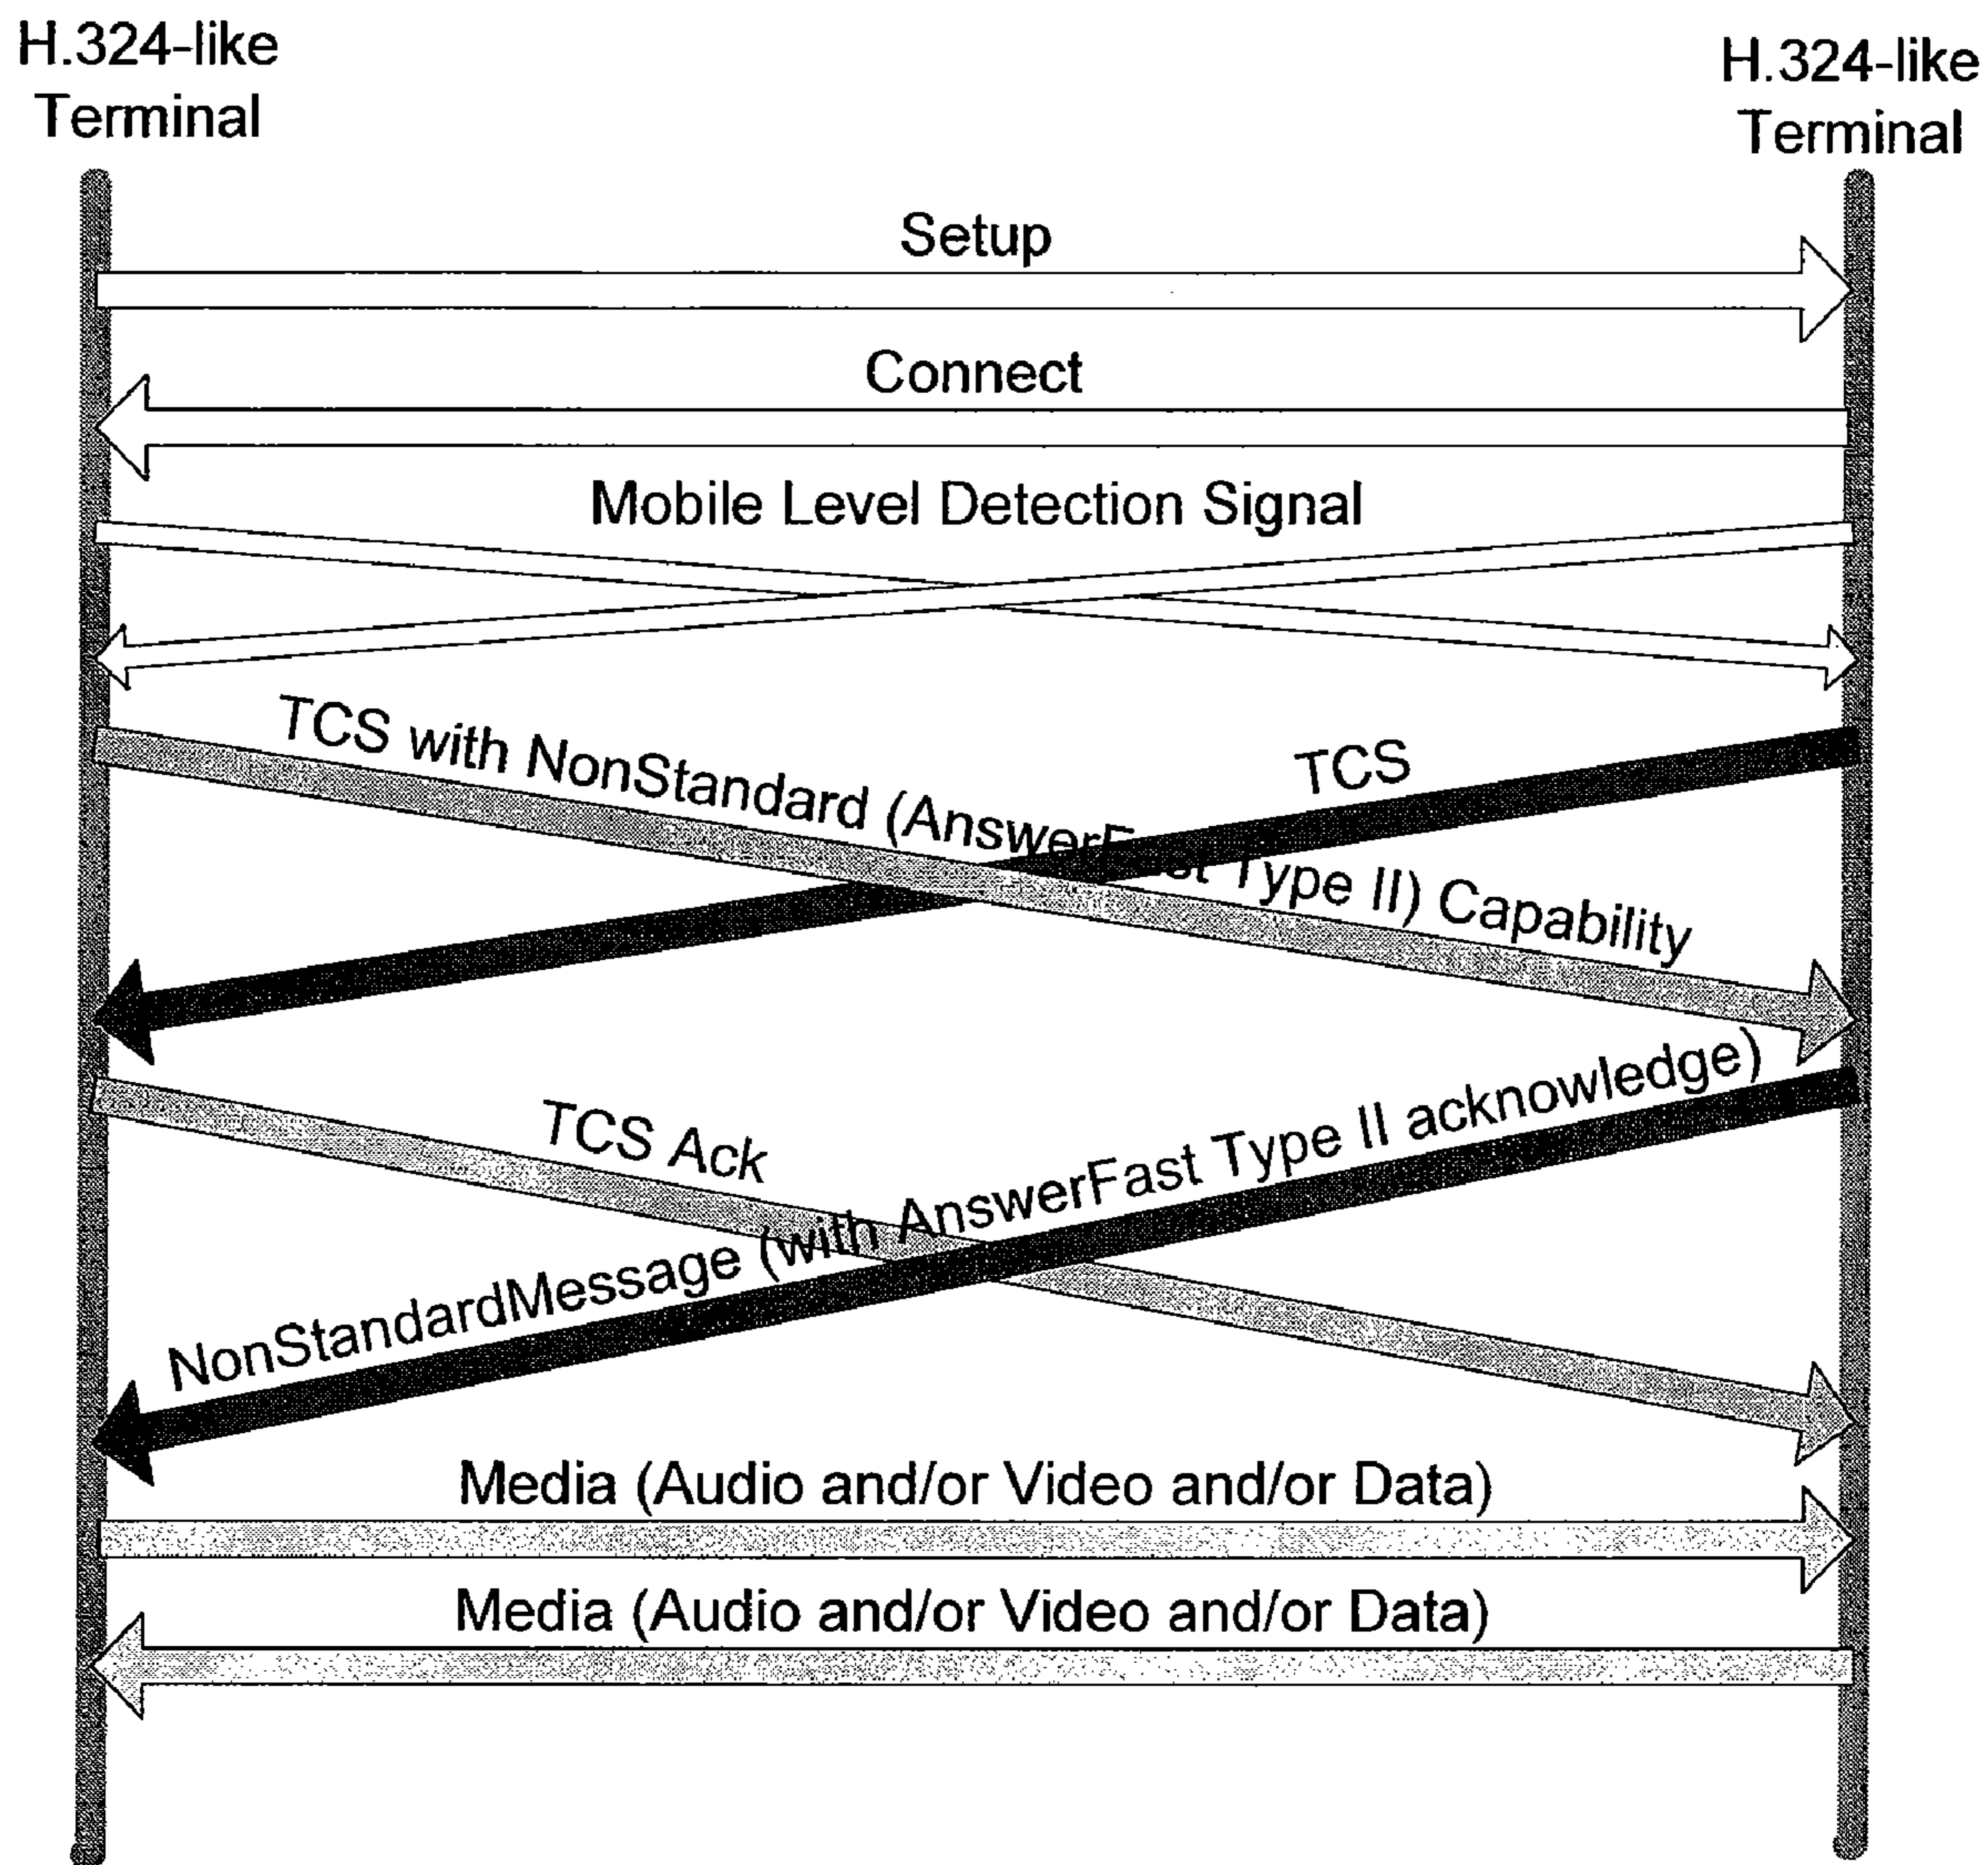 H.324-like
Terminal
H.324-like
Terminal
Setup
Connect
Mobile Level Detection Signal
TCS with NonStandard (AnswerFast Type II) Capability
TCS
TCS Ack
NonStandardMessage (with AnswerFast Type II acknowledge)
Media (Audio and/or Video and/or Data)
Media (Audio and/or Video and/or Data)